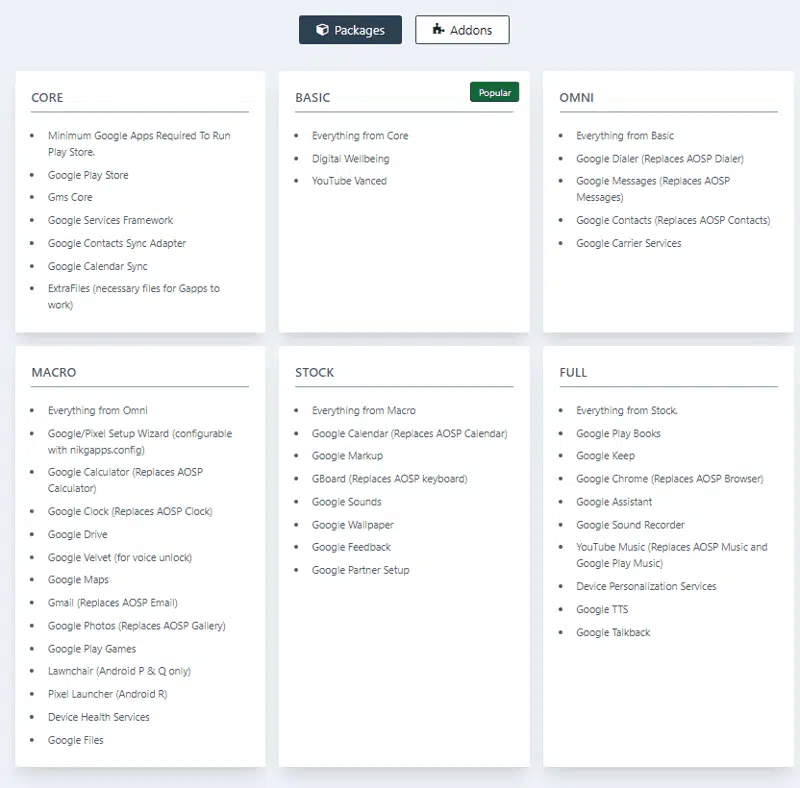 Packages
Addons
CORE
Minimum Google Apps Required To Run
Play Store.
Google Play Store
Gms Core
Google Services Framework
Google Contacts Sync Adapter
Google Calendar Sync
ExtraFiles (necessary files for Gapps to
work)
BASIC
Popular
Everything from Core
Digital Wellbeing
YouTube Vanced
OMNI
Everything from Basic
Google Dialer (Replaces AOSP Dialer)
Google Messages (Replaces AOSP
Messages)
Google Contacts (Replaces AOSP Contacts)
Google Carrier Services
MACRO
Everything from Omni
Google/Pixel Setup Wizard (configurable
with nikgapps.config)
Google Calculator (Replaces AOSP
Calculator)
Google Clock (Replaces AOSP Clock)
Google Drive
Google Velvet (for voice unlock)
Google Maps
Gmail (Replaces AOSP Email)
Google Photos (Replaces AOSP Gallery)
Google Play Games
Lawnchair (Android P & Q only)
Pixel Launcher (Android R)
Device Health Services
Google Files
STOCK
Everything from Macro
Google Calendar (Replaces AOSP Calendar)
Google Markup
GBoard (Replaces AOSP keyboard)
Google Sounds
Google Wallpaper
Google Feedback
Google Partner Setup
FULL
Everything from Stock.
Google Play Books
Google Keep
Google Chrome (Replaces AOSP Browser)
Google Assistant
Google Sound Recorder
YouTube Music (Replaces AOSP Music and
Google Play Music)
Device Personalization Services
Google TTS
Google Talkback